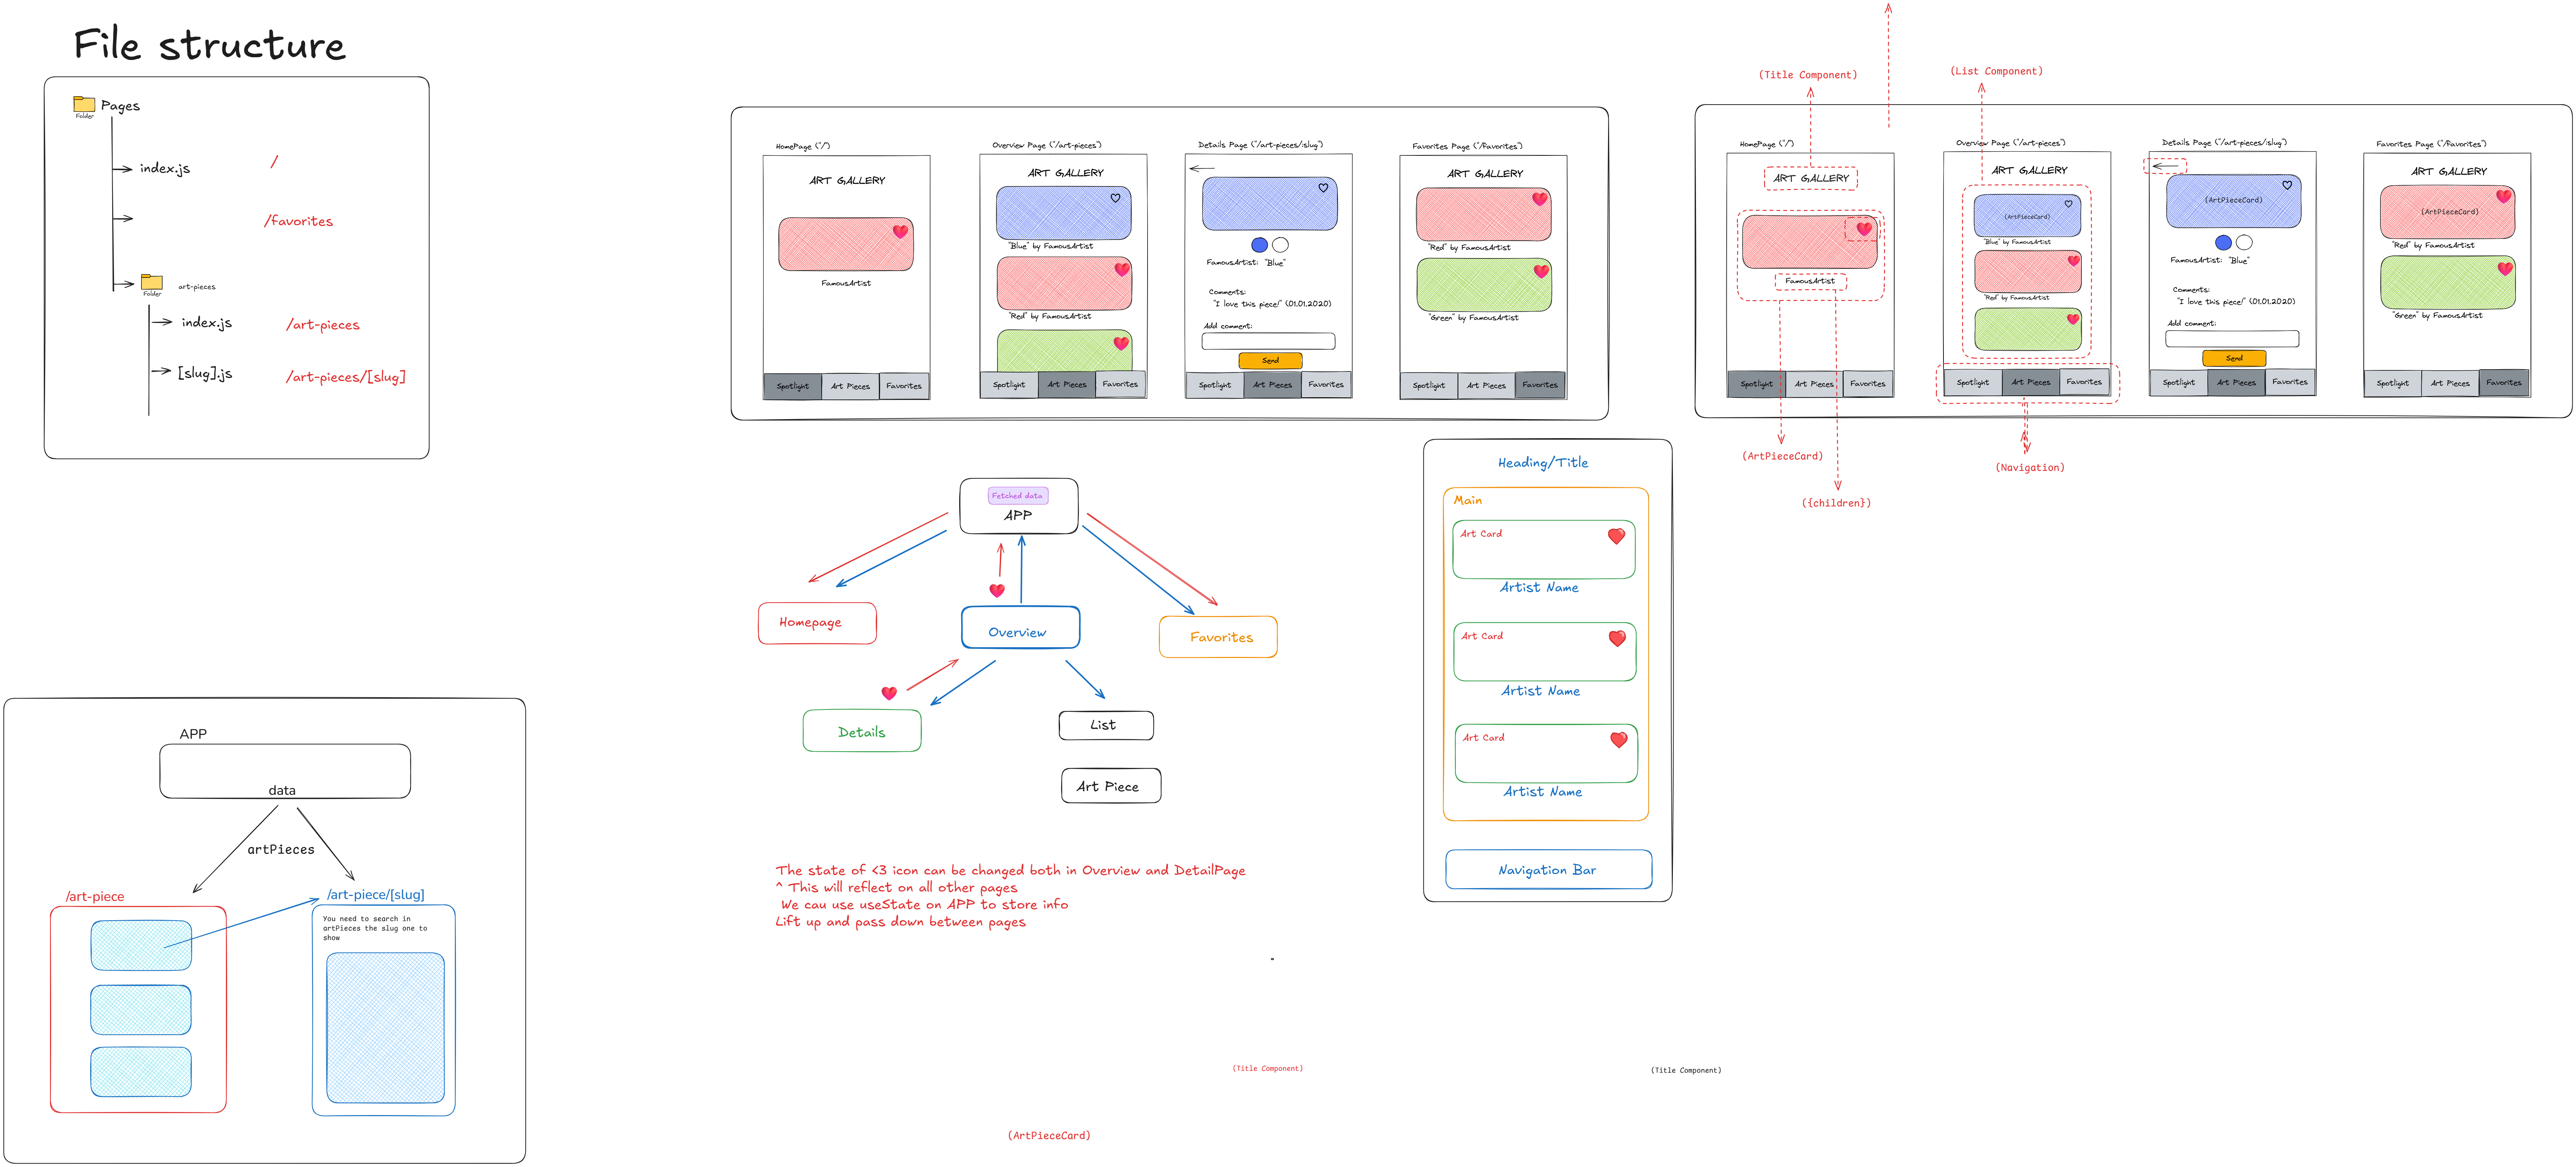 File structure
Pages
Folder
index.js
/
/favorites
Folder
art-pieces
index.js
/art-pieces
[slug].js
/art-pieces/[slug]
HomePage ("/")
ART GALLERY
FamousArtist
Spotlight
Art Pieces
Favorites
Overview Page ("/art-pieces")
ART GALLERY
"Blue" by FamousArtist
"Red" by FamousArtist
Spotlight
Art Pieces
Favorites
Details Page ("/art-pieces/:slug")
FamousArtist: "Blue"
Comments:
"I love this piece!" (01.01.2020)
Add comment:
Send
Spotlight
Art Pieces
Favorites
Favorites Page ("/favorites")
ART GALLERY
"Red" by FamousArtist
"Green" by FamousArtist
Spotlight
Art Pieces
Favorites
(Title Component)
(List Component)
HomePage ("/")
ART GALLERY
FamousArtist
Spotlight
Art Pieces
Favorites
(ArtPieceCard)
({children})
Overview Page ("/art-pieces")
ART GALLERY
(ArtPieceCard)
"Blue" by FamousArtist
"Red" by FamousArtist
Spotlight
Art Pieces
Favorites
(Navigation)
Details Page ("/art-pieces/:slug")
(ArtPieceCard)
FamousArtist: "Blue"
Comments:
"I love this piece!" (01.01.2020)
Add comment:
Send
Spotlight
Art Pieces
Favorites
Favorites Page ("/favorites")
ART GALLERY
(ArtPieceCard)
"Red" by FamousArtist
"Green" by FamousArtist
Spotlight
Art Pieces
Favorites
Fetched data
APP
Homepage
Overview
Favorites
Details
List
Art Piece
The state of <3 icon can be changed both in Overview and DetailPage
^ This will reflect on all other pages
We cau use useState on APP to store info
Lift up and pass down between pages
Heading/Title
Main
Art Card
Artist Name
Art Card
Artist Name
Art Card
Artist Name
Navigation Bar
APP
data
artPieces
/art-piece
/art-piece/[slug]
You need to search in
artPieces the slug one to
show
-
(Title Component)
(Title Component)
(ArtPieceCard)